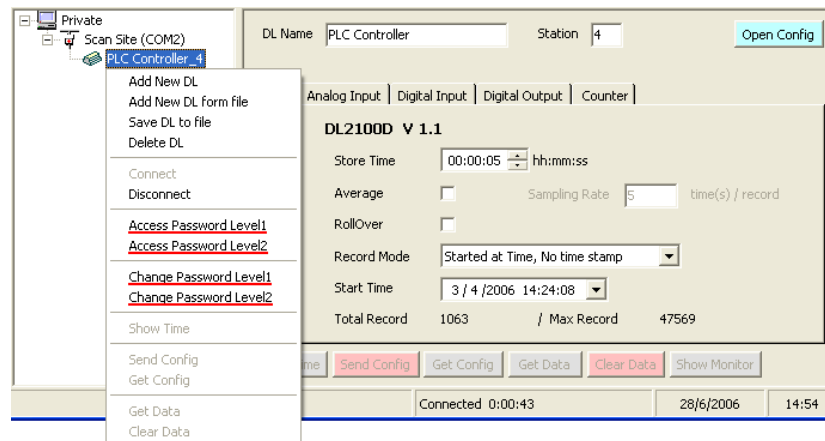 Private
Scan Site (COM2)
PLC Controller_4
DL Name PLC Controller Station 4 Open Config
Add New DL
Add New DL form file
Save DL to file
Delete DL
Connect
Disconnect
Access Password Level1
Access Password Level2
Change Password Level1
Change Password Level2
Show Time
Send Config
Get Config
Get Data
Clear Data
Analog Input Digital Input Digital Output Counter
DL2100D V 1.1
Store Time 00:00:05 hh:mm:ss
Average Sampling Rate 5 time(s) / record
RollOver
Record Mode Started at Time, No time stamp
Start Time 3 / 4 /2006 14:24:08
Total Record 1063 / Max Record 47569
me Send Config Get Config Get Data Clear Data Show Monitor
Connected 0:00:43 28/6/2006 14:54